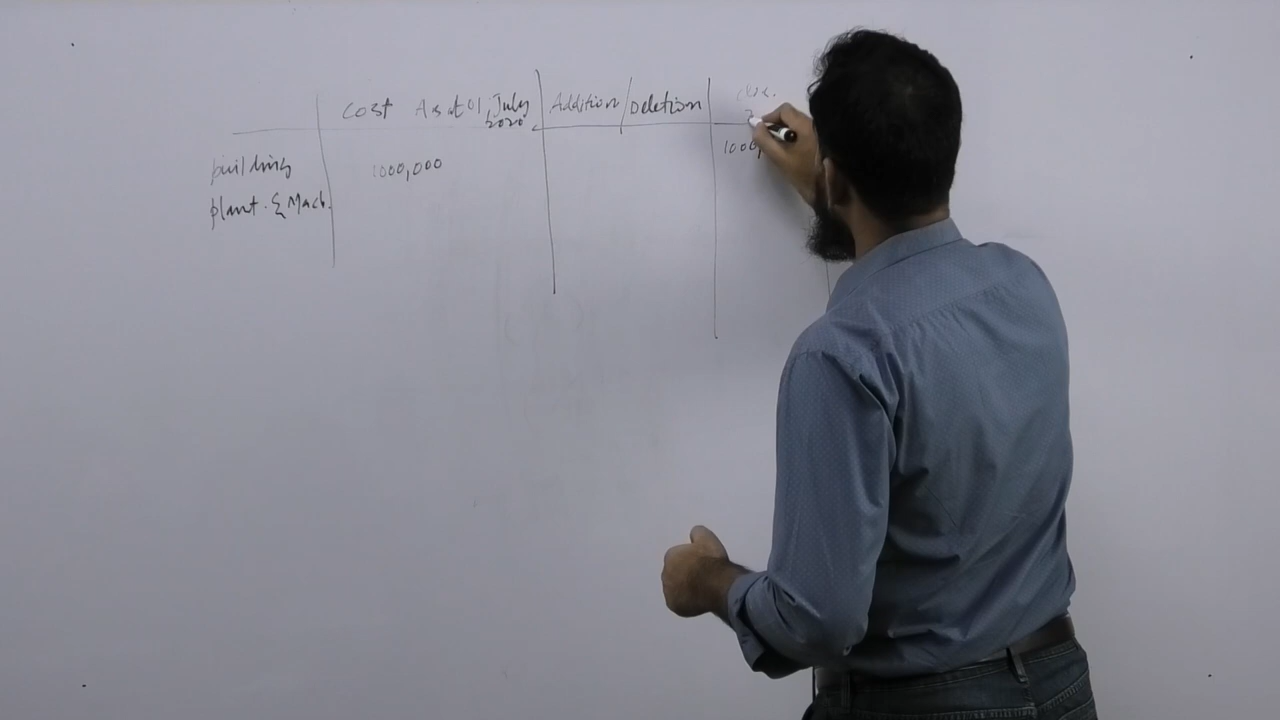 Cost As at 01, July 2020 Addition/Deletion
building 1000,000 1000,
plant. & Mach.